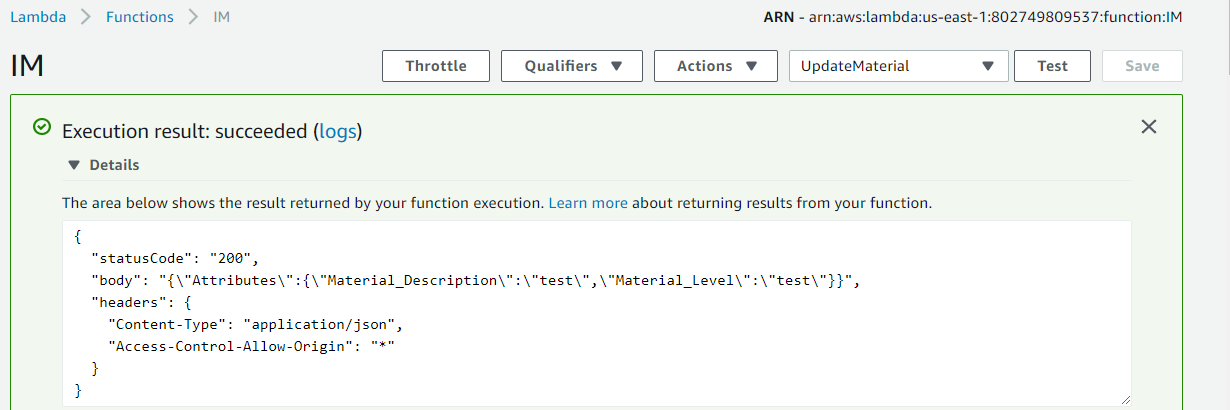 Lambda Functions IM ARN - arn:aws:lambda:us-east-1:802749809537:function:IM
IM Throttle Qualifiers Actions UpdateMaterial Test Save
Execution result: succeeded (logs)
Details
The area below shows the result returned by your function execution. Learn more about returning results from your function.
{
"statusCode": "200",
"body": "{\"Attributes\":{\"Material_Description\":\"test\",\"Material_Level\":\"test\"}}",
"headers": {
"Content-Type": "application/json",
"Access-Control-Allow-Origin": "*"
}
}